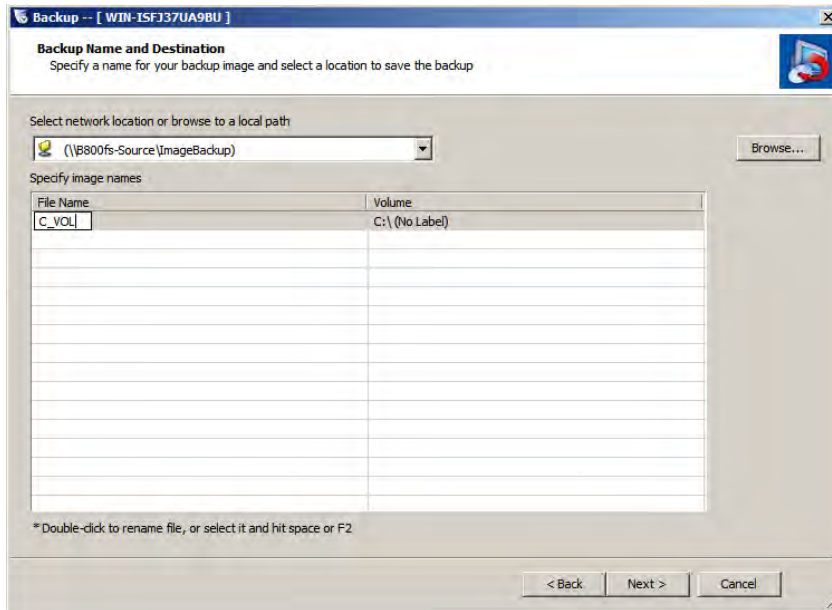 Backup -- [ WIN-ISFJ37UA9BU ]
Backup Name and Destination
Specify a name for your backup image and select a location to save the backup
Select network location or browse to a local path
(\\B800fs-Source\ImageBackup)
Browse...
Specify image names
File Name Volume
C_VOL C:\ (No Label)
* Double-click to rename file, or select it and hit space or F2
< Back Next > Cancel